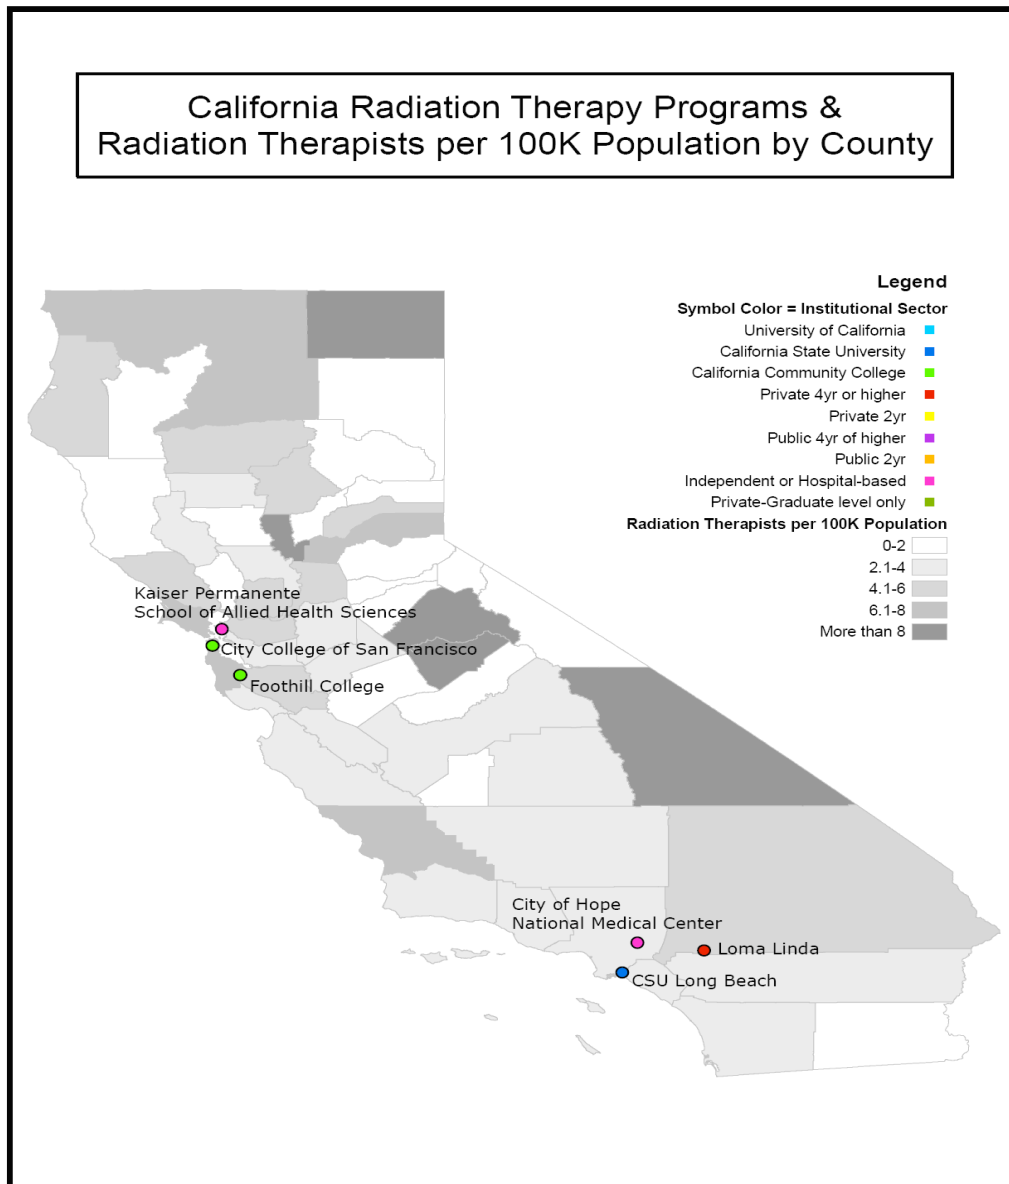 California Radiation Therapy Programs &
Radiation Therapists per 100K Population by County
Legend
Symbol Color = Institutional Sector
University of California
California State University
California Community College
Private 4yr or higher
Private 2yr
Public 4yr of higher
Public 2yr
Independent or Hospital-based
Private-Graduate level only
Radiation Therapists per 100K Population
0-2
2.1-4
4.1-6
6.1-8
More than 8
Kaiser Permanente
School of Allied Health Sciences
City College of San Francisco
Foothill College
City of Hope
National Medical Center
Loma Linda
CSU Long Beach